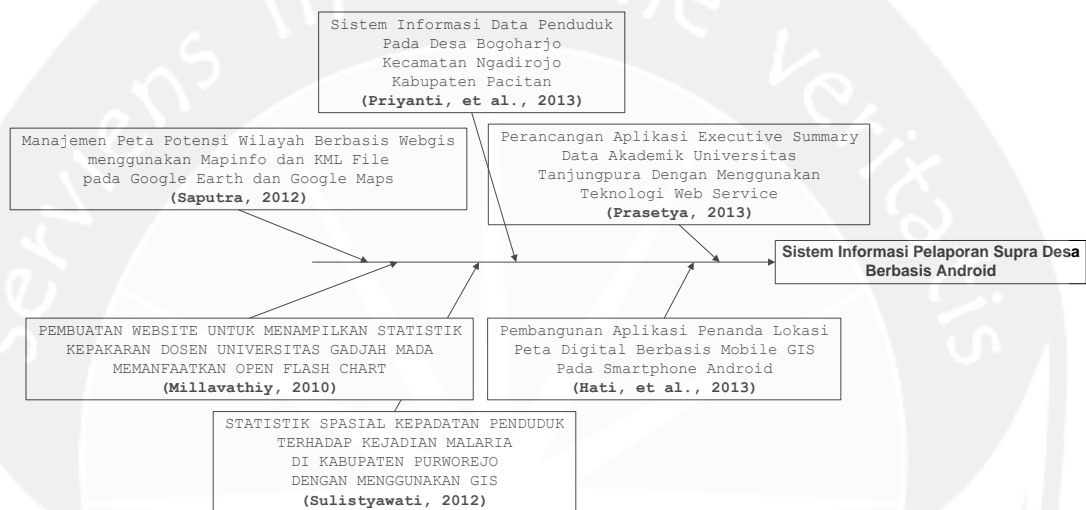 Sistem Informasi Data Penduduk
Pada Desa Bogoharjo
Kecamatan Ngadirojo
Kabupaten Pacitan
(Priyanti, et al., 2013)
Manajemen Peta Potensi Wilayah Berbasis Webgis
menggunakan Mapinfo dan KML File
pada Google Earth dan Google Maps
(Saputra, 2012)
Perancangan Aplikasi Executive Summary
Data Akademik Universitas
Tanjungpura Dengan Menggunakan
Teknologi Web Service
(Prasetya, 2013)
Sistem Informasi Pelaporan Supra Desa
Berbasis Android
PEMBUATAN WEBSITE UNTUK MENAMPILKAN STATISTIK
KEPAKARAN DOSEN UNIVERSITAS GADJAH MADA
MEMANFAATKAN OPEN FLASH CHART
(Millavathiy, 2010)
Pembangunan Aplikasi Penanda Lokasi
Peta Digital Berbasis Mobile GIS
Pada Smartphone Android
(Hati, et al., 2013)
STATISTIK SPASIAL KEPADATAN PENDUDUK
TERHADAP KEJADIAN MALARIA
DI KABUPATEN PURWOREJO
DENGAN MENGGUNAKAN GIS
(Sulistyawati, 2012)
serviens
veritatis